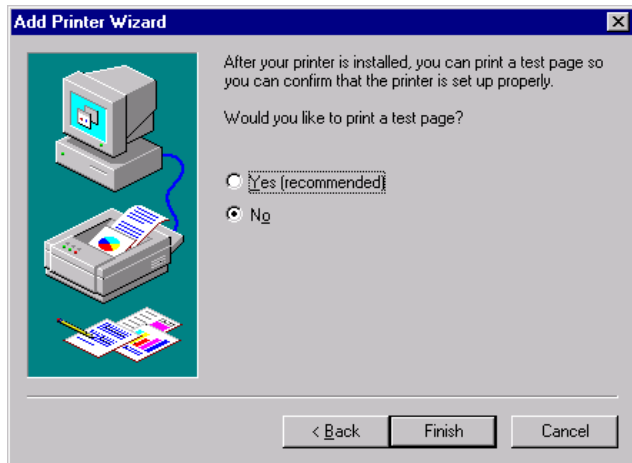 Add Printer Wizard
After your printer is installed, you can print a test page so
you can confirm that the printer is set up properly.
Would you like to print a test page?
Yes (recommended)
No
< Back
Finish
Cancel